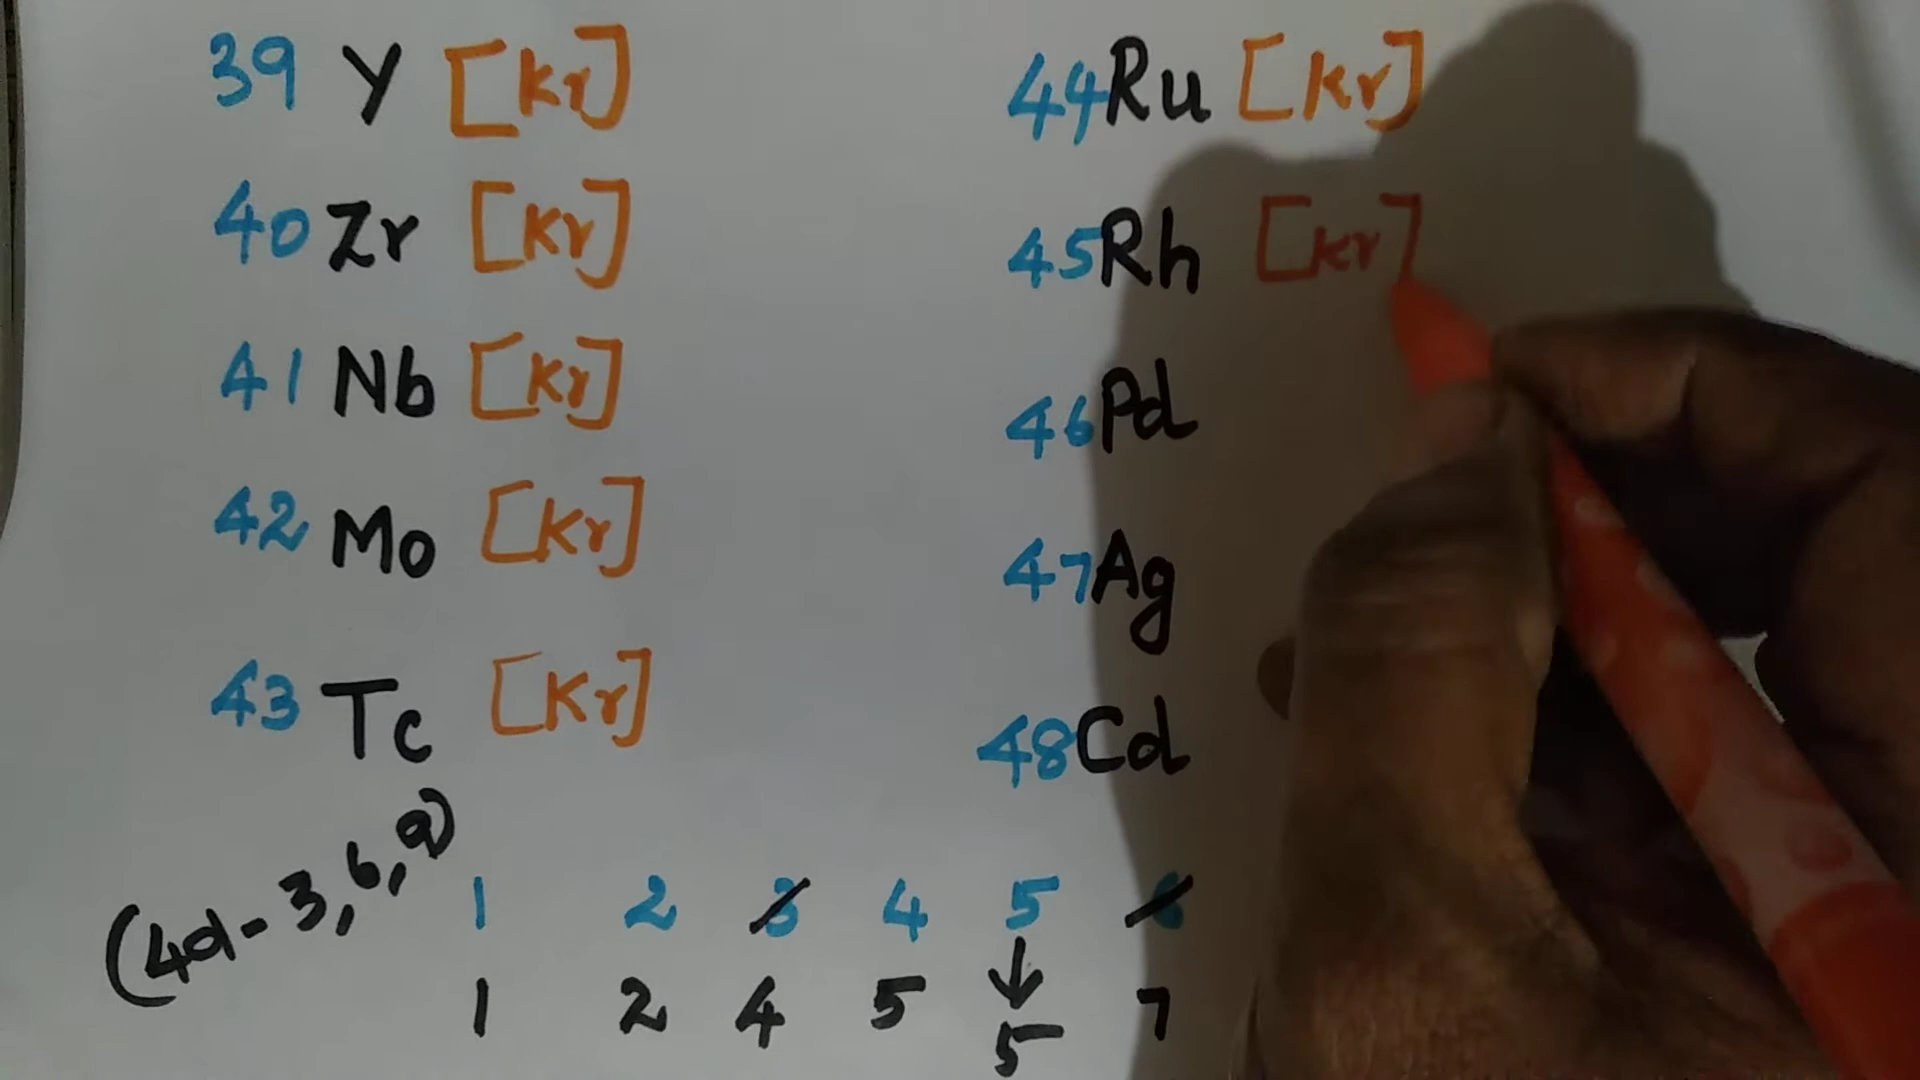 39 Y [Kr]
40 Zr [Kr]
41 Nb [Kr]
42 Mo [Kr]
43 Tc [Kr]
44 Ru [Kr]
45 Rh [Kr]
46 Pd
47 Ag
48 Cd
(4d - 3, 6, 9)
1 2 3 4 5 6
1 2 4 5 5 7